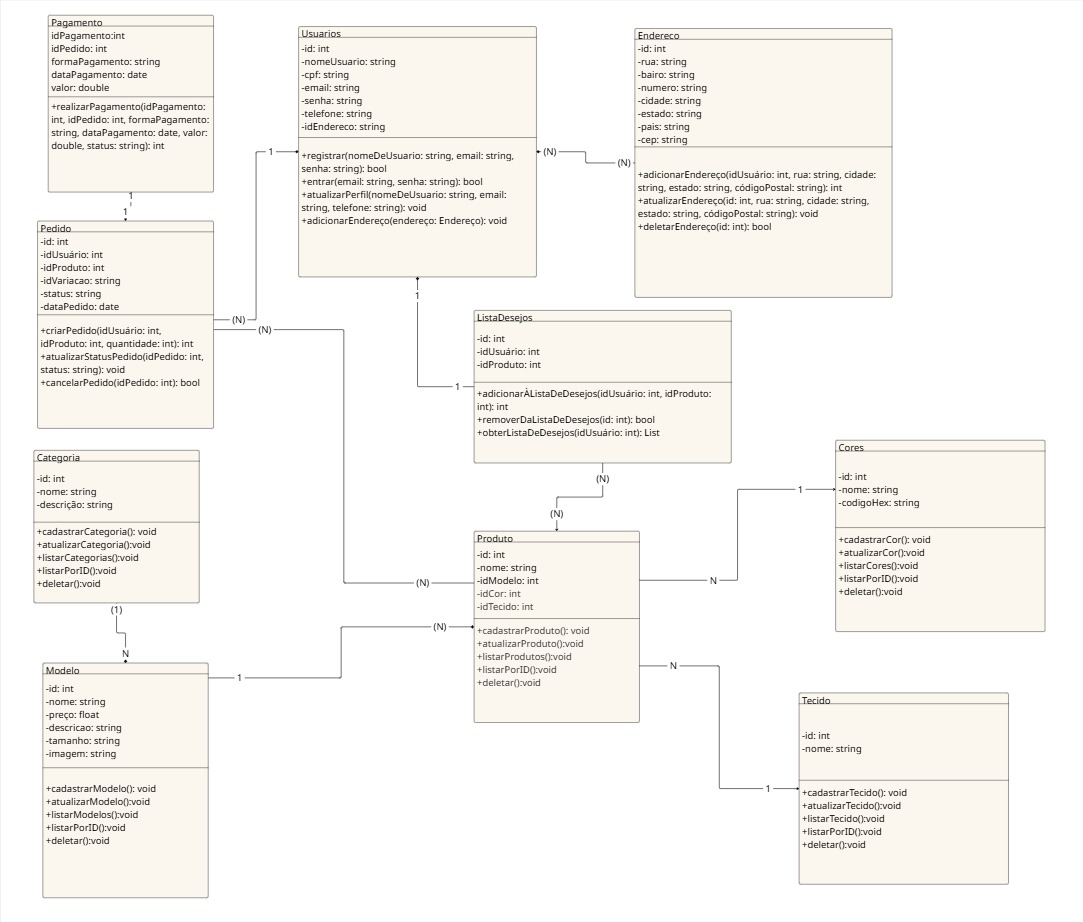 Pagamento
idPagamento:int
idPedido: int
formaPagamento: string
dataPagamento: date
valor: double
+realizarPagamento(idPagamento:
int, idPedido: int, formaPagamento:
string, dataPagamento: date, valor:
double, status: string): int
1
1
Usuarios
-id: int
-nomeUsuario: string
-cpf: string
-email: string
-senha: string
-telefone: string
-idEndereco: string
+registrar(nomeDeUsuario: string, email: string,
senha: string): bool
+entrar(email: string, senha: string): bool
+atualizarPerfil(nomeDeUsuario: string, email:
string, telefone: string): void
+adicionarEndereço(endereço: Endereço): void
1
(N)
(N)
Endereco
-id: int
-rua: string
-bairo: string
-numero: string
-cidade: string
-estado: string
-pais: string
-cep: string
+adicionarEndereço(idUsuário: int, rua: string, cidade:
string, estado: string, códigoPostal: string): int
+atualizarEndereço(id: int, rua: string, cidade: string,
estado: string, códigoPostal: string): void
+deletarEndereço(id: int): bool
Pedido
-id: int
-idUsuário: int
-idProduto: int
-idVariacao: string
-status: string
-dataPedido: date
+criarPedido(idUsuário: int,
idProduto: int, quantidade: int): int
+atualizarStatusPedido(idPedido: int,
status: string): void
+cancelarPedido(idPedido: int): bool
(N)
(N)
1
1
ListaDesejos
-id: int
-idUsuário: int
-idProduto: int
+adicionarÀListaDeDesejos(idUsuário: int, idProduto:
int): int
+removerDaListaDeDesejos(id: int): bool
+obterListaDeDesejos(idUsuário: int): List
(N)
(N)
Categoria
-id: int
-nome: string
-descrição: string
+cadastrarCategoria(): void
+atualizarCategoria():void
+listarCategorias():void
+listarPorID():void
+deletar():void
(1)
N
Cores
-id: int
-nome: string
-codigoHex: string
+cadastrarCor(): void
+atualizarCor():void
+listarCores():void
+listarPorID():void
+deletar():void
1
N
Produto
-id: int
-nome: string
-idModelo: int
-idCor: int
-idTecido: int
+cadastrarProduto(): void
+atualizarProduto():void
+listarProdutos():void
+listarPorID():void
+deletar():void
(N)
(N)
1
N
1
Modelo
-id: int
-nome: string
-preço: float
-descricao: string
-tamanho: string
-imagem: string
+cadastrarModelo(): void
+atualizarModelo():void
+listarModelos():void
+listarPorID():void
+deletar():void
Tecido
-id: int
-nome: string
+cadastrarTecido(): void
+atualizarTecido():void
+listarTecido():void
+listarPorID():void
+deletar():void